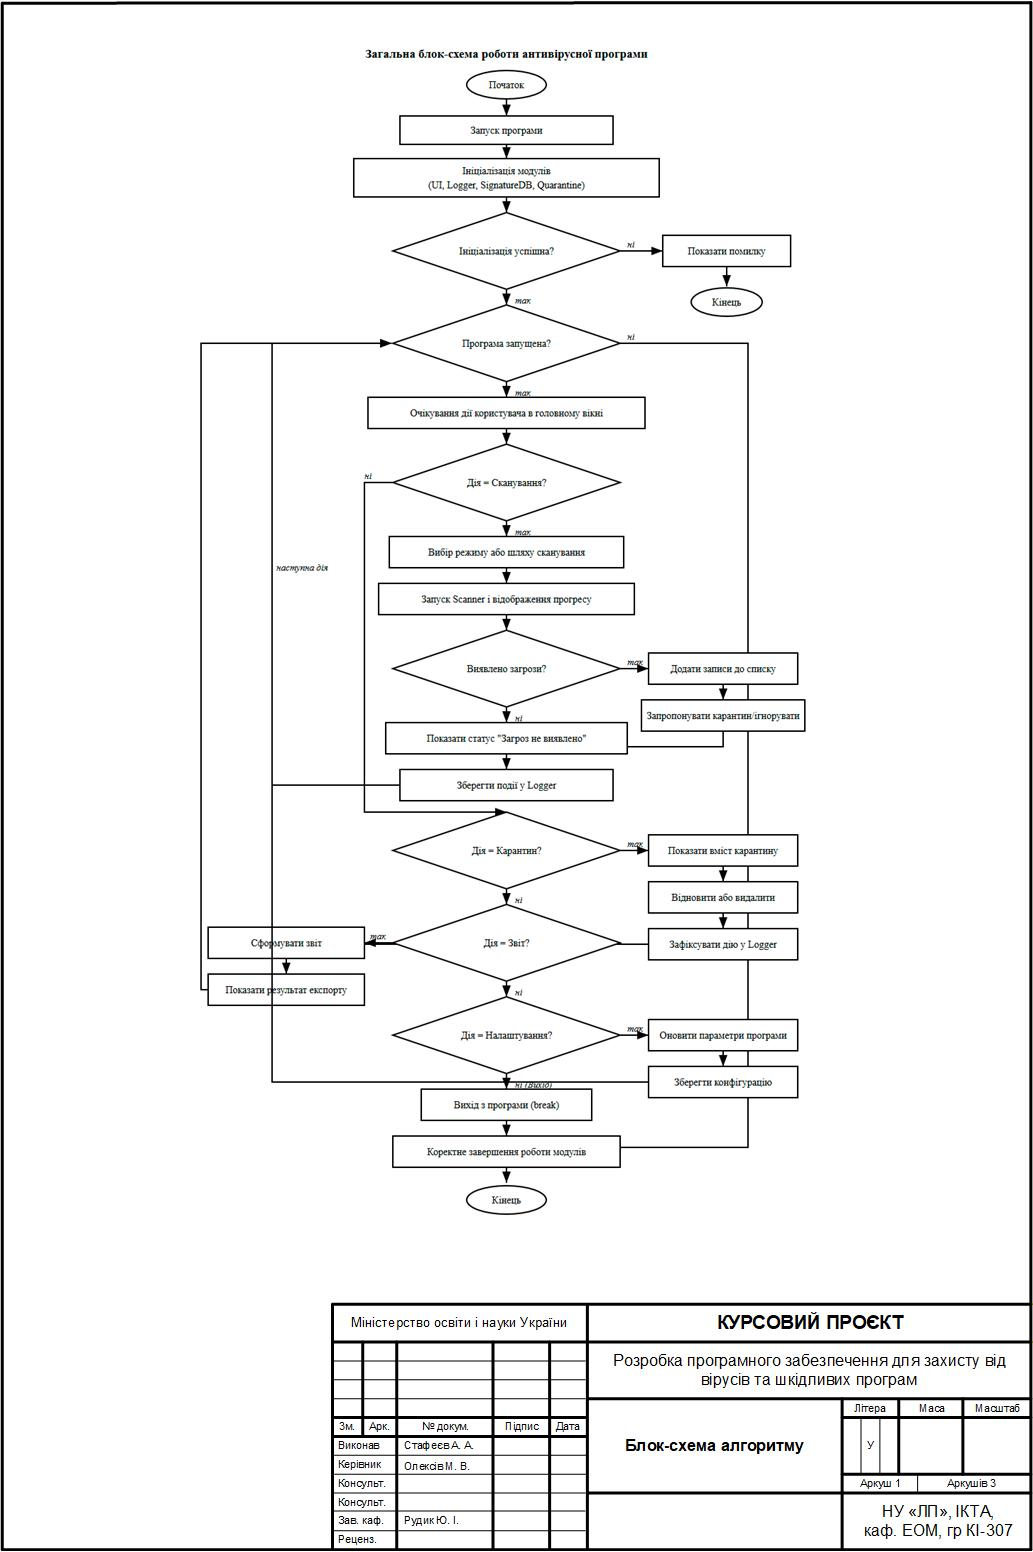 Загальна блок-схема роботи антивірусної програми
Початок
Запуск програми
Ініціалізація модулів
(UI, Logger, SignatureDB, Quarantine)
Ініціалізація успішна?
ні
Показати помилку
Кінець
так
Програма запущена?
ні
так
Очікування дії користувача в головному вікні
Дія = Сканування?
ні
так
Вибір режиму або шляху сканування
наступна дія
Запуск Scanner і відображення прогресу
Виявлено загрози?
так
Додати записи до списку
Запропонувати карантин/ігнорувати
ні
Показати статус "Загроз не виявлено"
Зберегти події у Logger
Дія = Карантин?
так
Показати вміст карантину
Відновити або видалити
Зафіксувати дію у Logger
ні
Дія = Звіт?
так
Сформувати звіт
Показати результат експорту
ні
Дія = Налаштування?
так
Оновити параметри програми
Зберегти конфігурацію
ні (Вихід)
Вихід з програми (break)
Коректне завершення роботи модулів
Кінець
Міністерство освіти і науки України
КУРСОВИЙ ПРОЄКТ
Розробка програмного забезпечення для захисту від
вірусів та шкідливих програм
Зм. Арк. № докум. Підпис Дата
Виконав Стафеєв А. А.
Керівник Олексів М. В.
Консульт.
Консульт.
Зав. каф. Рудик Ю. І.
Реценз.
Блок-схема алгоритму
Літера Маса Масштаб
У
Аркуш 1 Аркушів 3
НУ «ЛП», ІКТА,
каф. ЕОМ, гр КІ-307